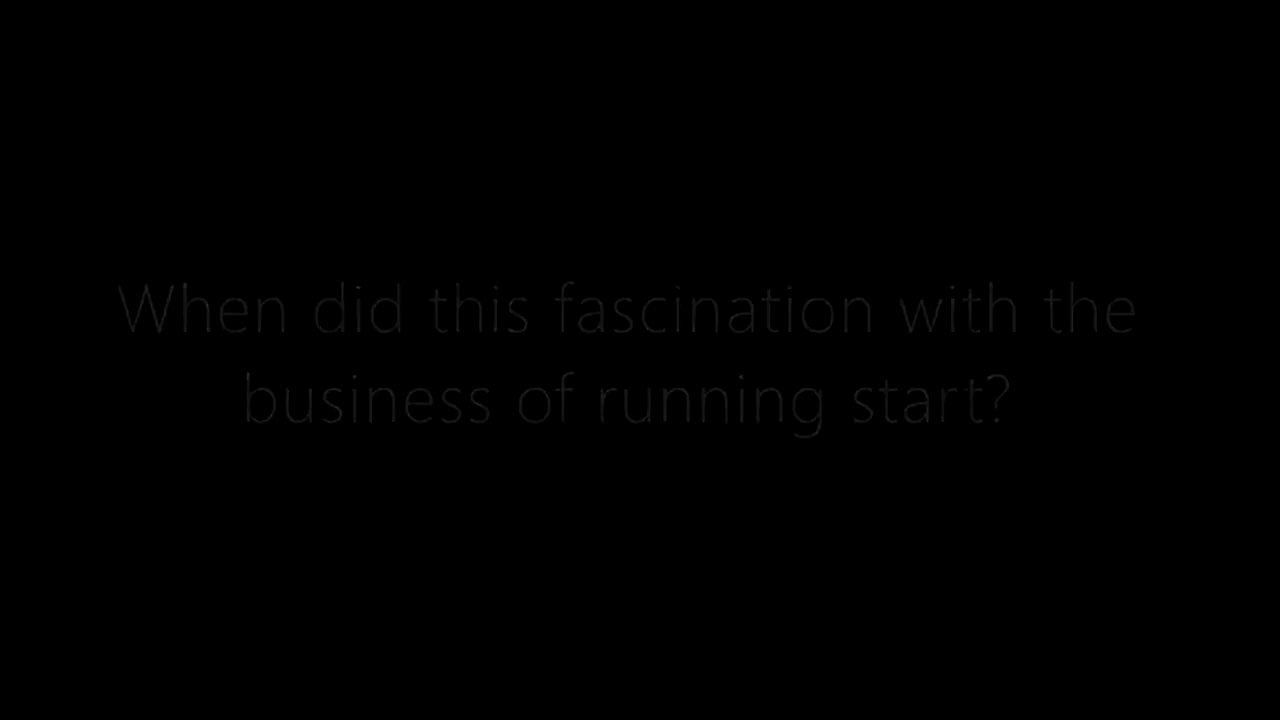 When did this fascination with the
business of running start?